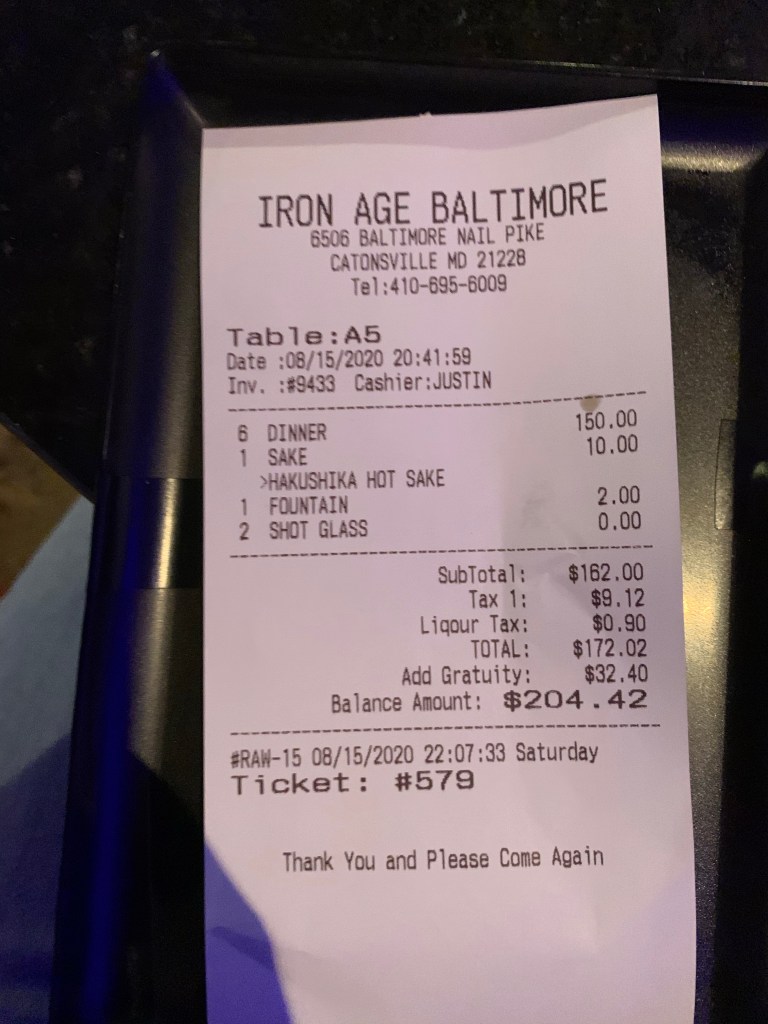 IRON AGE BALTIMORE
6506 BALTIMORE NAIL PIKE
CATONSVILLE MD 21228
Tel:410-695-6009
Table:A5
Date :08/15/2020 20:41:59
Inv. :#9433 Cashier:JUSTIN
6 DINNER 150.00
1 SAKE 10.00
>HAKUSHIKA HOT SAKE
1 FOUNTAIN 2.00
2 SHOT GLASS 0.00
SubTotal: $162.00
Tax 1: $9.12
Liqour Tax: $0.90
TOTAL: $172.02
Add Gratuity: $32.40
Balance Amount: $204.42
#RAW-15 08/15/2020 22:07:33 Saturday
Ticket: #579
Thank You and Please Come Again